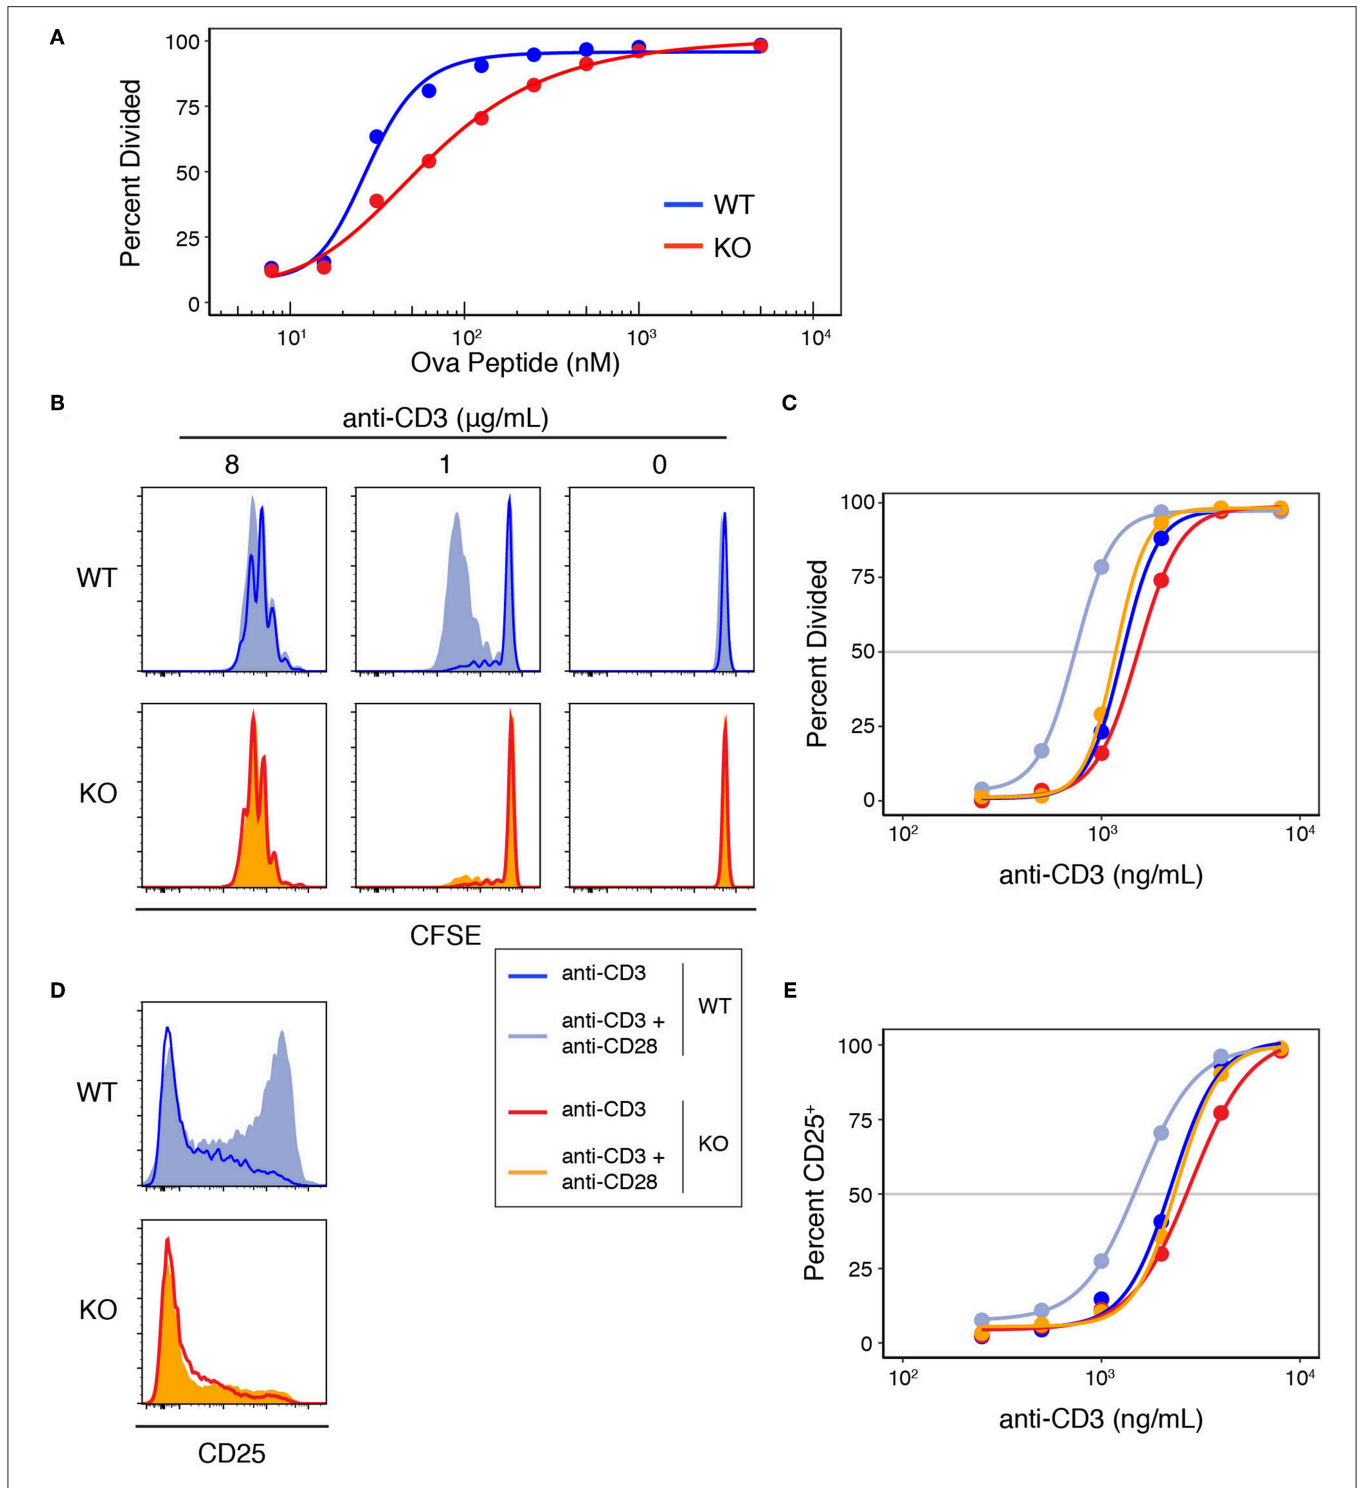 A
100
75
50
25
0
Percent Divided
WT
KO
10¹ 10² 10³ 10⁴
Ova Peptide (nM)
B
anti-CD3 (µg/mL)
8 1 0
WT
KO
CFSE
C
100
75
50
25
0
Percent Divided
10² 10³ 10⁴
anti-CD3 (ng/mL)
D
WT
KO
CD25
anti-CD3
anti-CD3 +
anti-CD28
WT
anti-CD3
anti-CD3 +
anti-CD28
KO
E
100
75
50
25
0
Percent CD25⁺
10² 10³ 10⁴
anti-CD3 (ng/mL)